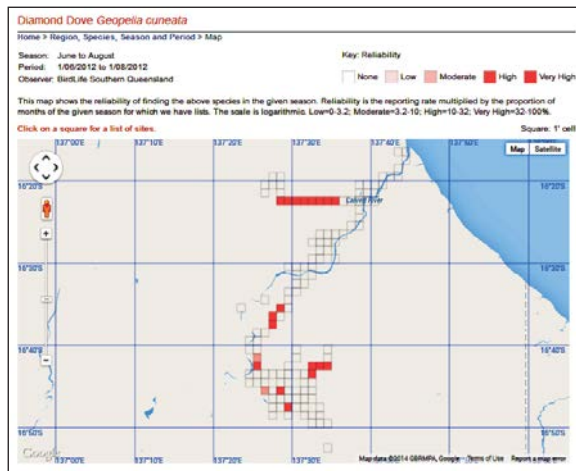 Diamond Dove Geopelia cuneata
Home > Region, Species, Season and Period > Map
Season: June to August
Period: 1/06/2012 to 1/08/2012
Observer: BirdLife Southern Queensland
Key: Reliability
None Low Moderate High Very High
This map shows the reliability of finding the above species in the given season. Reliability is the reporting rate multiplied by the proportion of
months of the given season for which we have lists. The scale is logarithmic. Low=0-3.2; Moderate=3.2-10; High=10-32; Very High=32-100%.
Click on a square for a list of sites.
Square: 1' cell
137°00'E 137°10'E 137°20'E 137°30'E 137°40'E 137°50'E 138°00'E
Map Satellite
16°20'S 16°20'S
Calvert River
16°30'S 16°30'S
16°40'S 16°40'S
16°50'S 16°50'S
Google
137°00'E 137°10'E 137°20'E 137°30'E
Map data ©2014 GBRMPA, Google - Terms of Use Report a map error